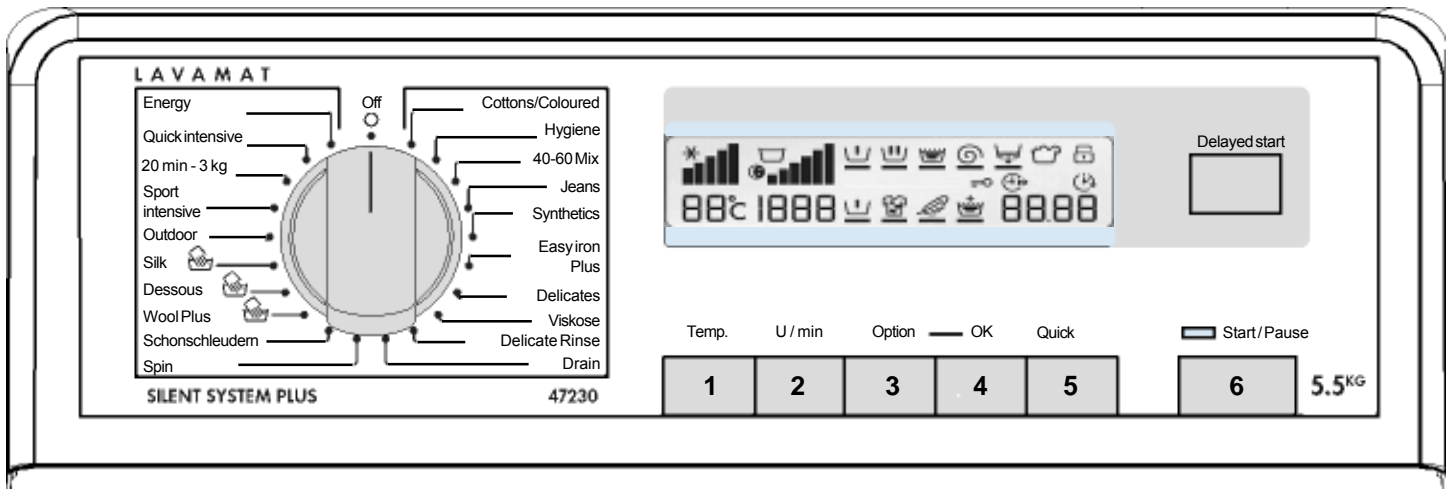 LAVAMAT
Energy
Quick intensive
20 min - 3 kg
Sport
intensive
Outdoor
Silk
Dessous
Wool Plus
Schonschleudern
Spin
Off
Cottons/Coloured
Hygiene
40-60 Mix
Jeans
Synthetics
Easy iron
Plus
Delicates
Viskose
Delicate Rinse
Drain
SILENT SYSTEM PLUS 47230
88°C 1888 88.88
Delayed start
Temp. U / min Option OK Quick Start / Pause
1 2 3 4 5 6 5.5KG